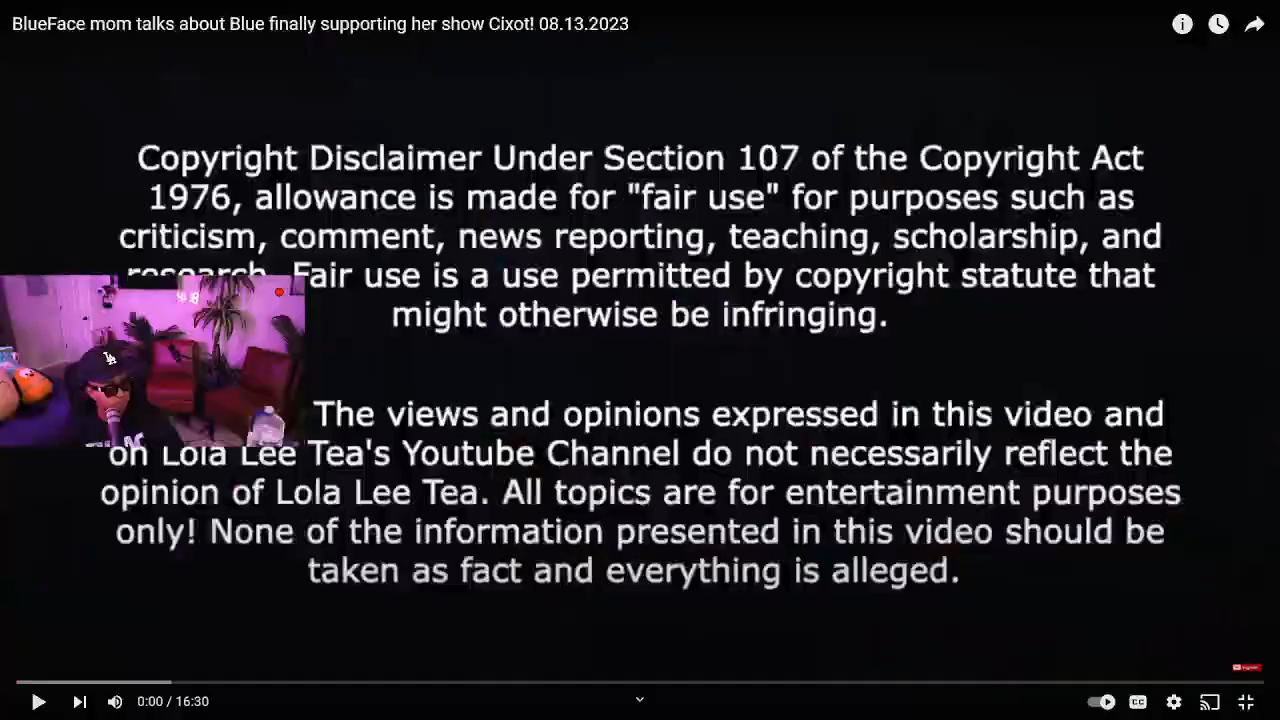 BlueFace mom talks about Blue finally supporting her show Cixot! 08.13.2023
Copyright Disclaimer Under Section 107 of the Copyright Act
1976, allowance is made for "fair use" for purposes such as
criticism, comment, news reporting, teaching, scholarship, and
research. Fair use is a use permitted by copyright statute that
might otherwise be infringing.
LA
The views and opinions expressed in this video and
on Lola Lee Tea's Youtube Channel do not necessarily reflect the
opinion of Lola Lee Tea. All topics are for entertainment purposes
only! None of the information presented in this video should be
taken as fact and everything is alleged.
0:00 / 16:30
CC